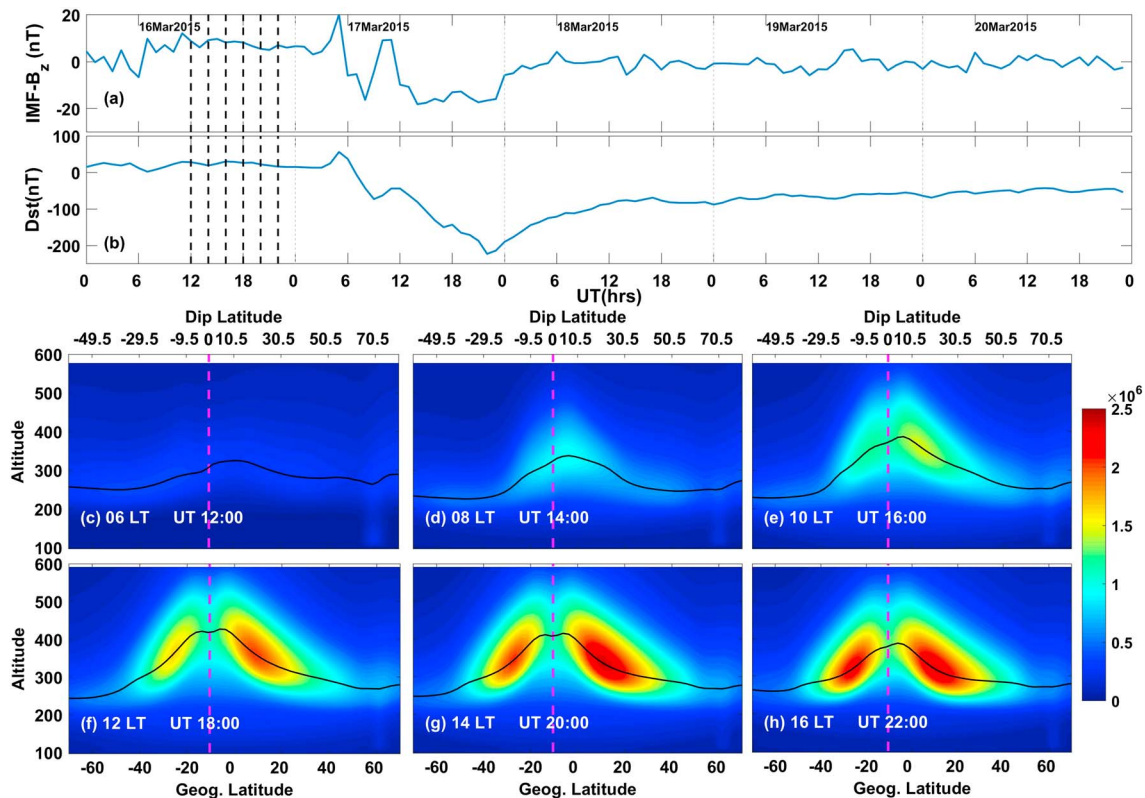 20
16Mar2015 17Mar2015 18Mar2015 19Mar2015 20Mar2015
0
20
IMF-Bz (nT)
(a)
100
0
-100
-200
Dst(nT)
(b)
0 6 12 18 0 6 12 18 0 6 12 18 0 6 12 18 0 6 12 18 0
UT(hrs)
Dip Latitude Dip Latitude Dip Latitude
-49.5 -29.5 -9.5 0 10.5 30.5 50.5 70.5 -49.5 -29.5 -9.5 0 10.5 30.5 50.5 70.5 -49.5 -29.5 -9.5 0 10.5 30.5 50.5 70.5
600
500
400
300
200
100
Altitude
(c) 06 LT UT 12:00 (d) 08 LT UT 14:00 (e) 10 LT UT 16:00
×10^6
2.5
2
1.5
1
0.5
0
600
500
400
300
200
100
Altitude
(f) 12 LT UT 18:00 (g) 14 LT UT 20:00 (h) 16 LT UT 22:00
-60 -40 -20 0 20 40 60 -60 -40 -20 0 20 40 60 -60 -40 -20 0 20 40 60
Geog. Latitude Geog. Latitude Geog. Latitude